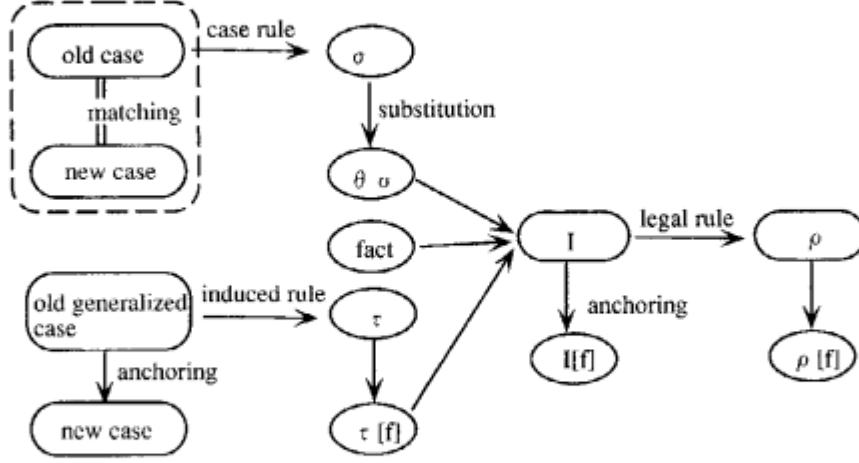 old case
case rule
σ
matching
substitution
new case
θ σ
fact
I
legal rule
ρ
old generalized
case
induced rule
τ
anchoring
anchoring
I[f]
ρ [f]
new case
τ [f]